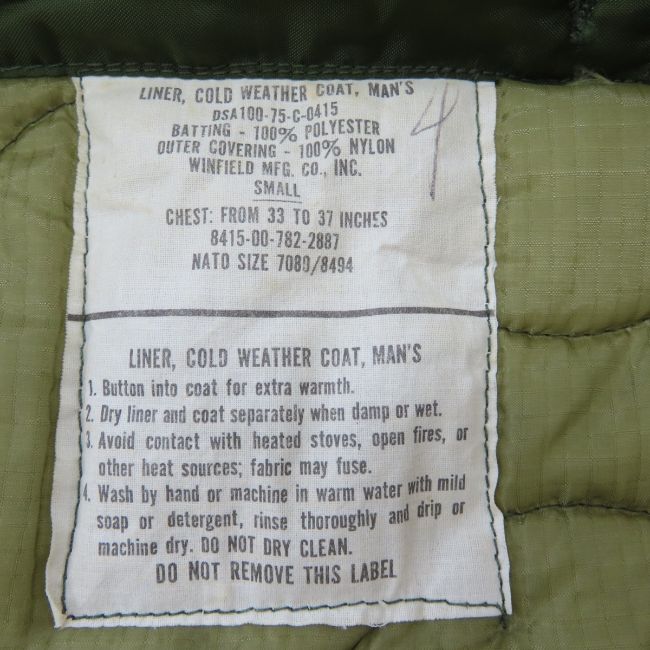 LINER, COLD WEATHER COAT, MAN'S
DSA100-75-C-0415
BATTING - 100% POLYESTER
OUTER COVERING - 100% NYLON
WINFIELD MFG. CO., INC.
SMALL
4
CHEST: FROM 33 TO 37 INCHES
8415-00-782-2887
NATO SIZE 7080/8494
LINER, COLD WEATHER COAT, MAN'S
1. Button into coat for extra warmth.
2. Dry liner and coat separately when damp or wet.
3. Avoid contact with heated stoves, open fires, or
other heat sources; fabric may fuse.
4. Wash by hand or machine in warm water with mild
soap or detergent, rinse thoroughly and drip or
machine dry. DO NOT DRY CLEAN.
DO NOT REMOVE THIS LABEL